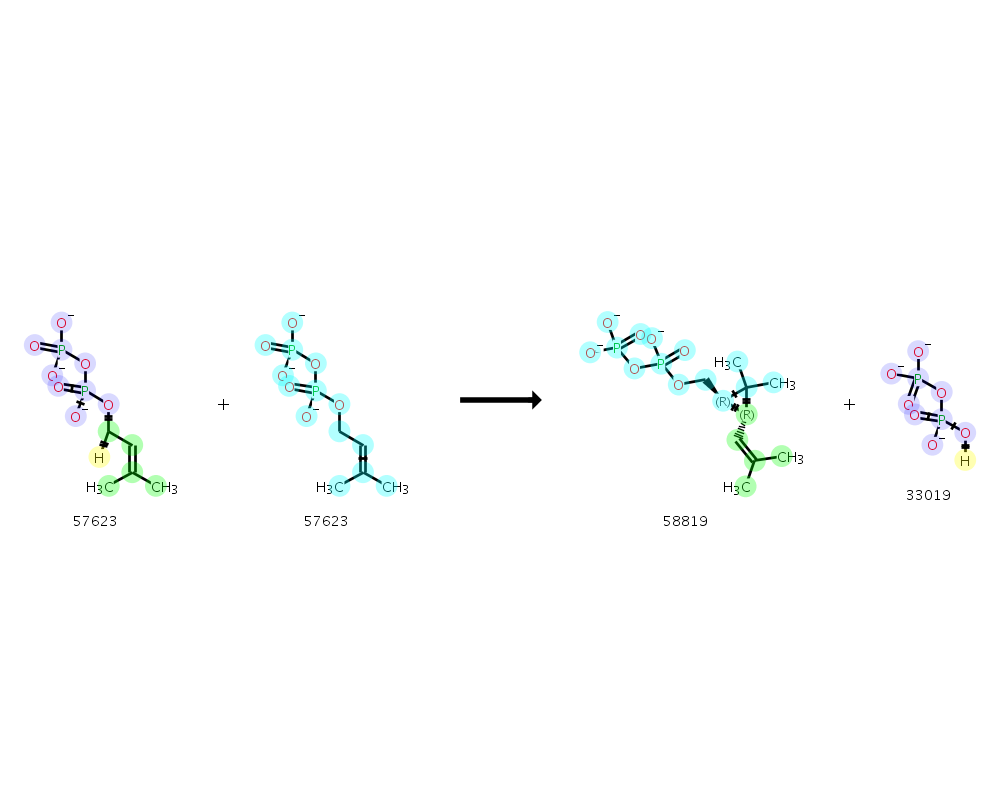 O⁻ O P O O⁻ O P O⁻ O H H₃C CH₃
57623
+
O⁻ O P O O⁻ O P O⁻ O H₃C CH₃
57623
O⁻ O⁻ P O O O⁻ P O O H₃C CH₃ (R) (R) CH₃ H₃C
58819
+
O⁻ O⁻ P O O O P O⁻ O H
33019